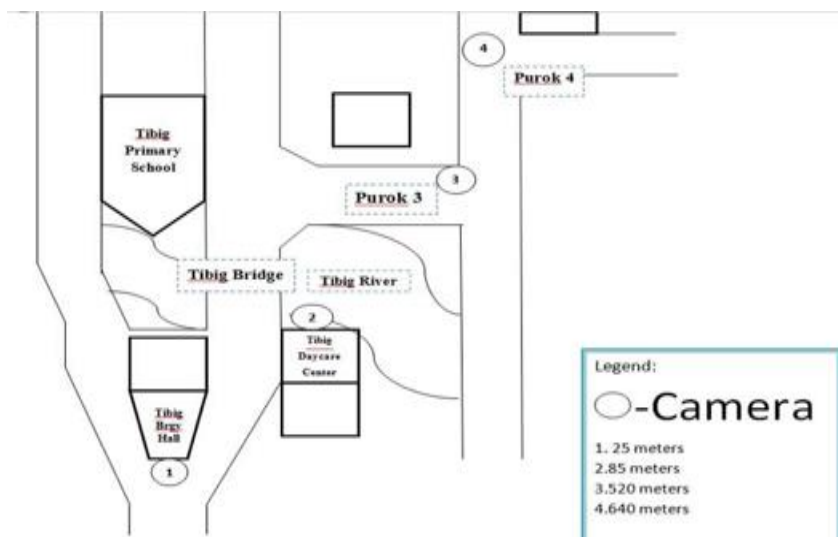 4
Purok 4
Tibig
Primary
School
3
Purok 3
Tibig Bridge
Tibig River
2
Tibig
Daycare
Center
Tibig
Brgy
Hall
1
Legend:
-Camera
1. 25 meters
2.85 meters
3.520 meters
4.640 meters